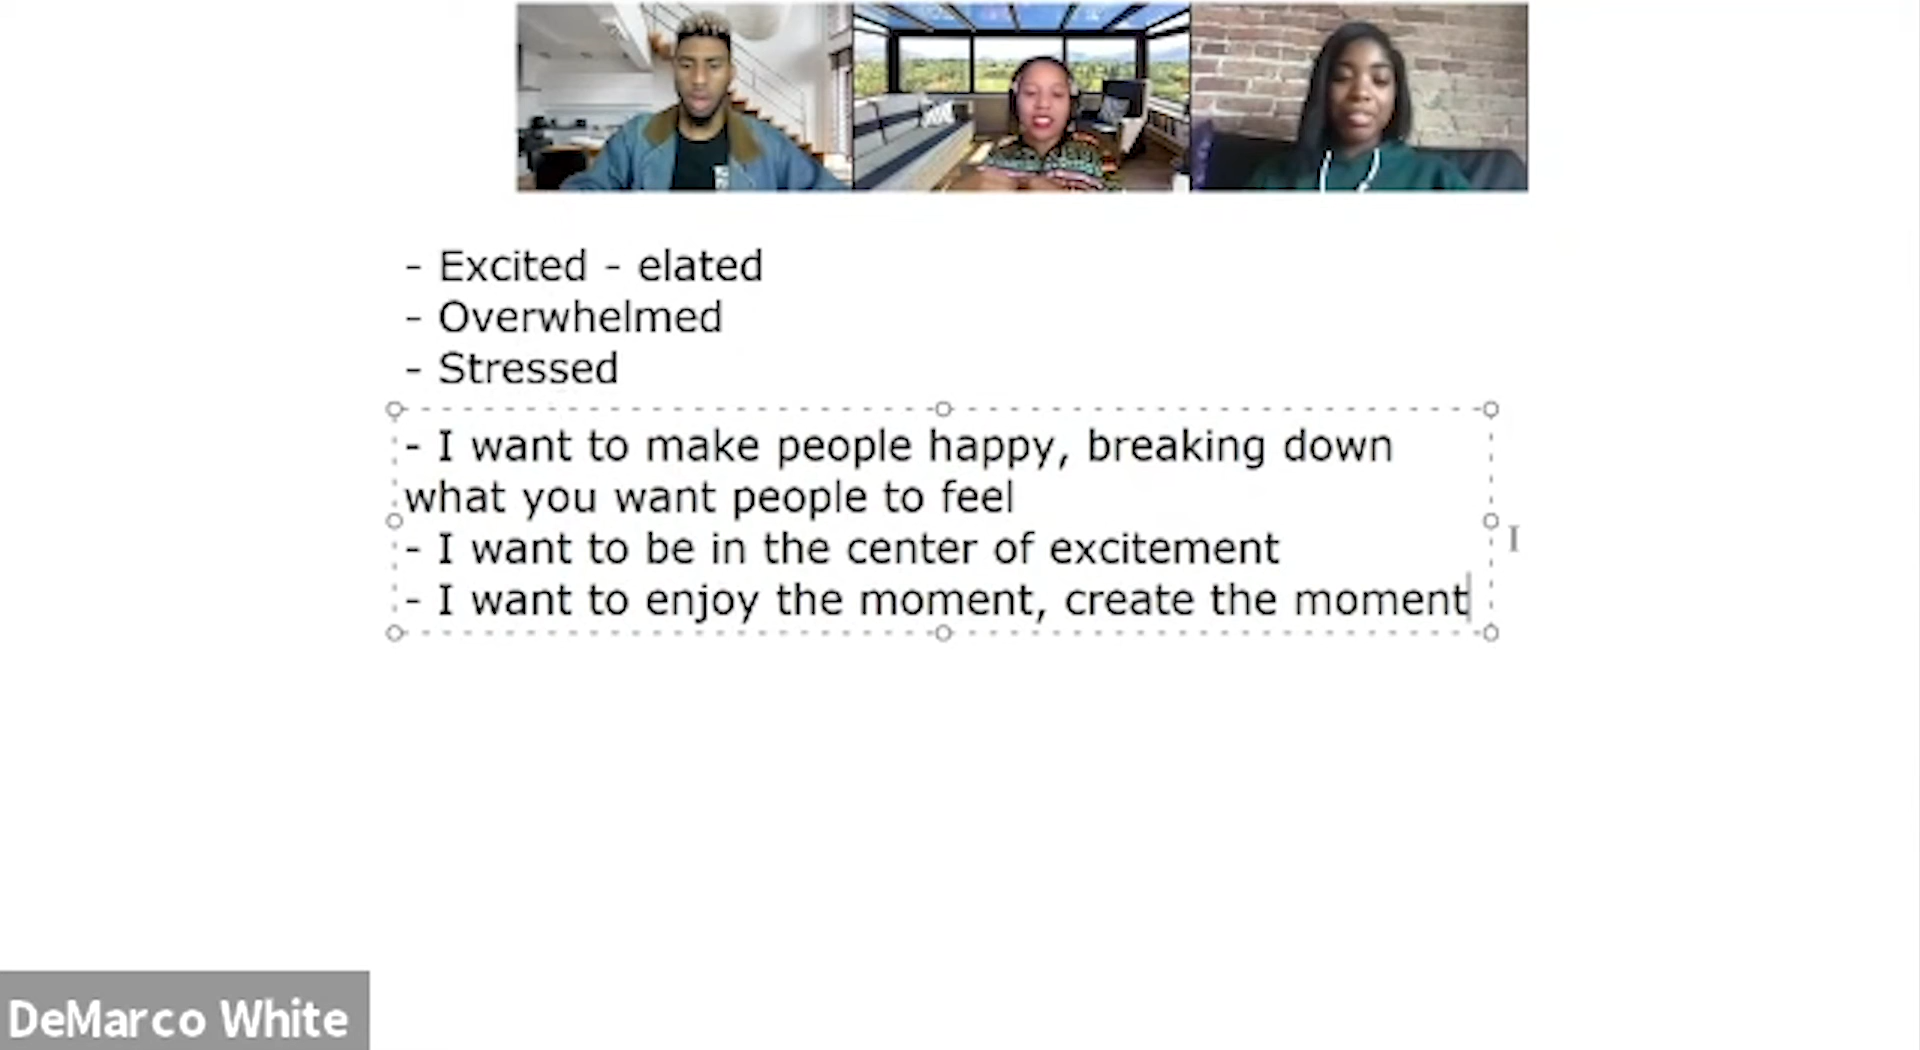 - Excited - elated
- Overwhelmed
- Stressed
- I want to make people happy, breaking down
what you want people to feel
- I want to be in the center of excitement
- I want to enjoy the moment, create the moment
DeMarco White